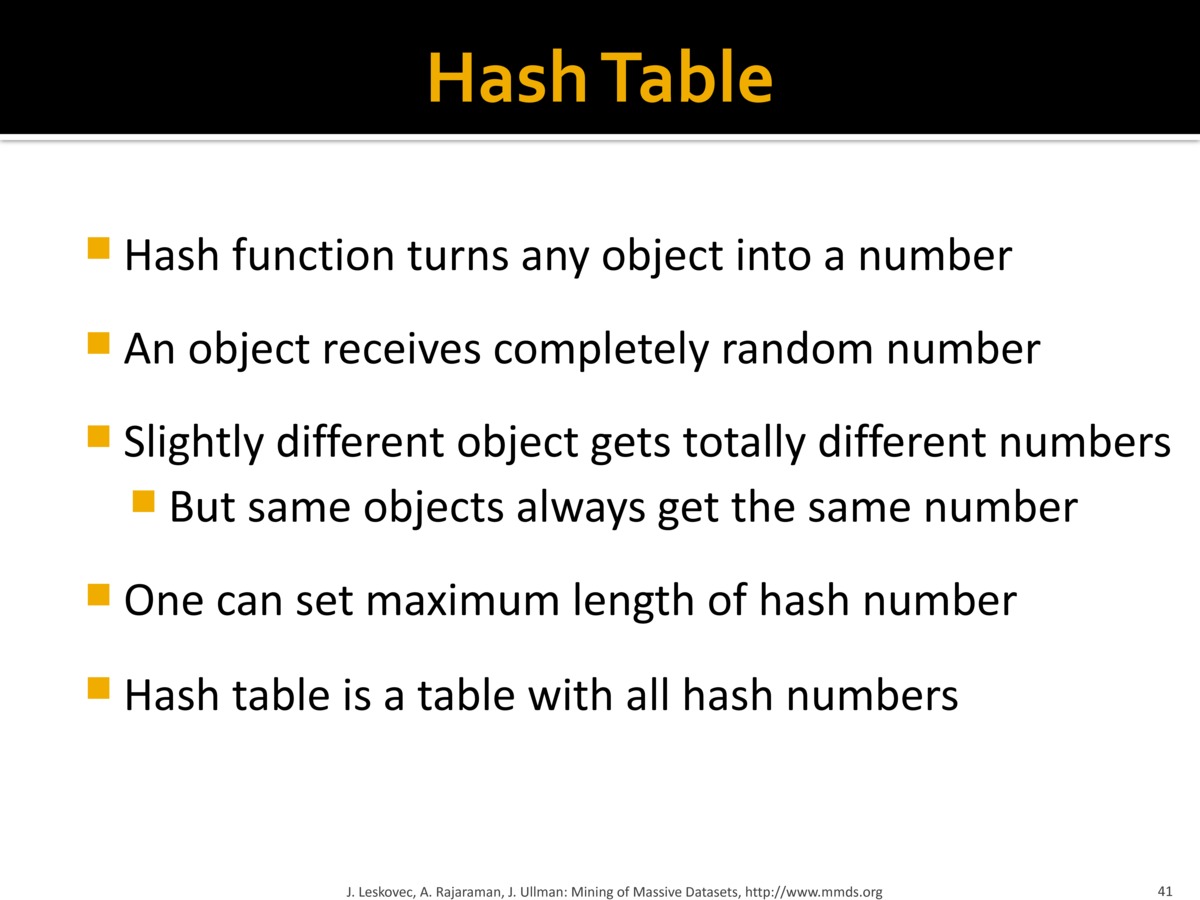 Hash Table
Hash function turns any object into a number
An object receives completely random number
Slightly different object gets totally different numbers
But same objects always get the same number
One can set maximum length of hash number
Hash table is a table with all hash numbers
J. Leskovec, A. Rajaraman, J. Ullman: Mining of Massive Datasets, http://www.mmds.org
41